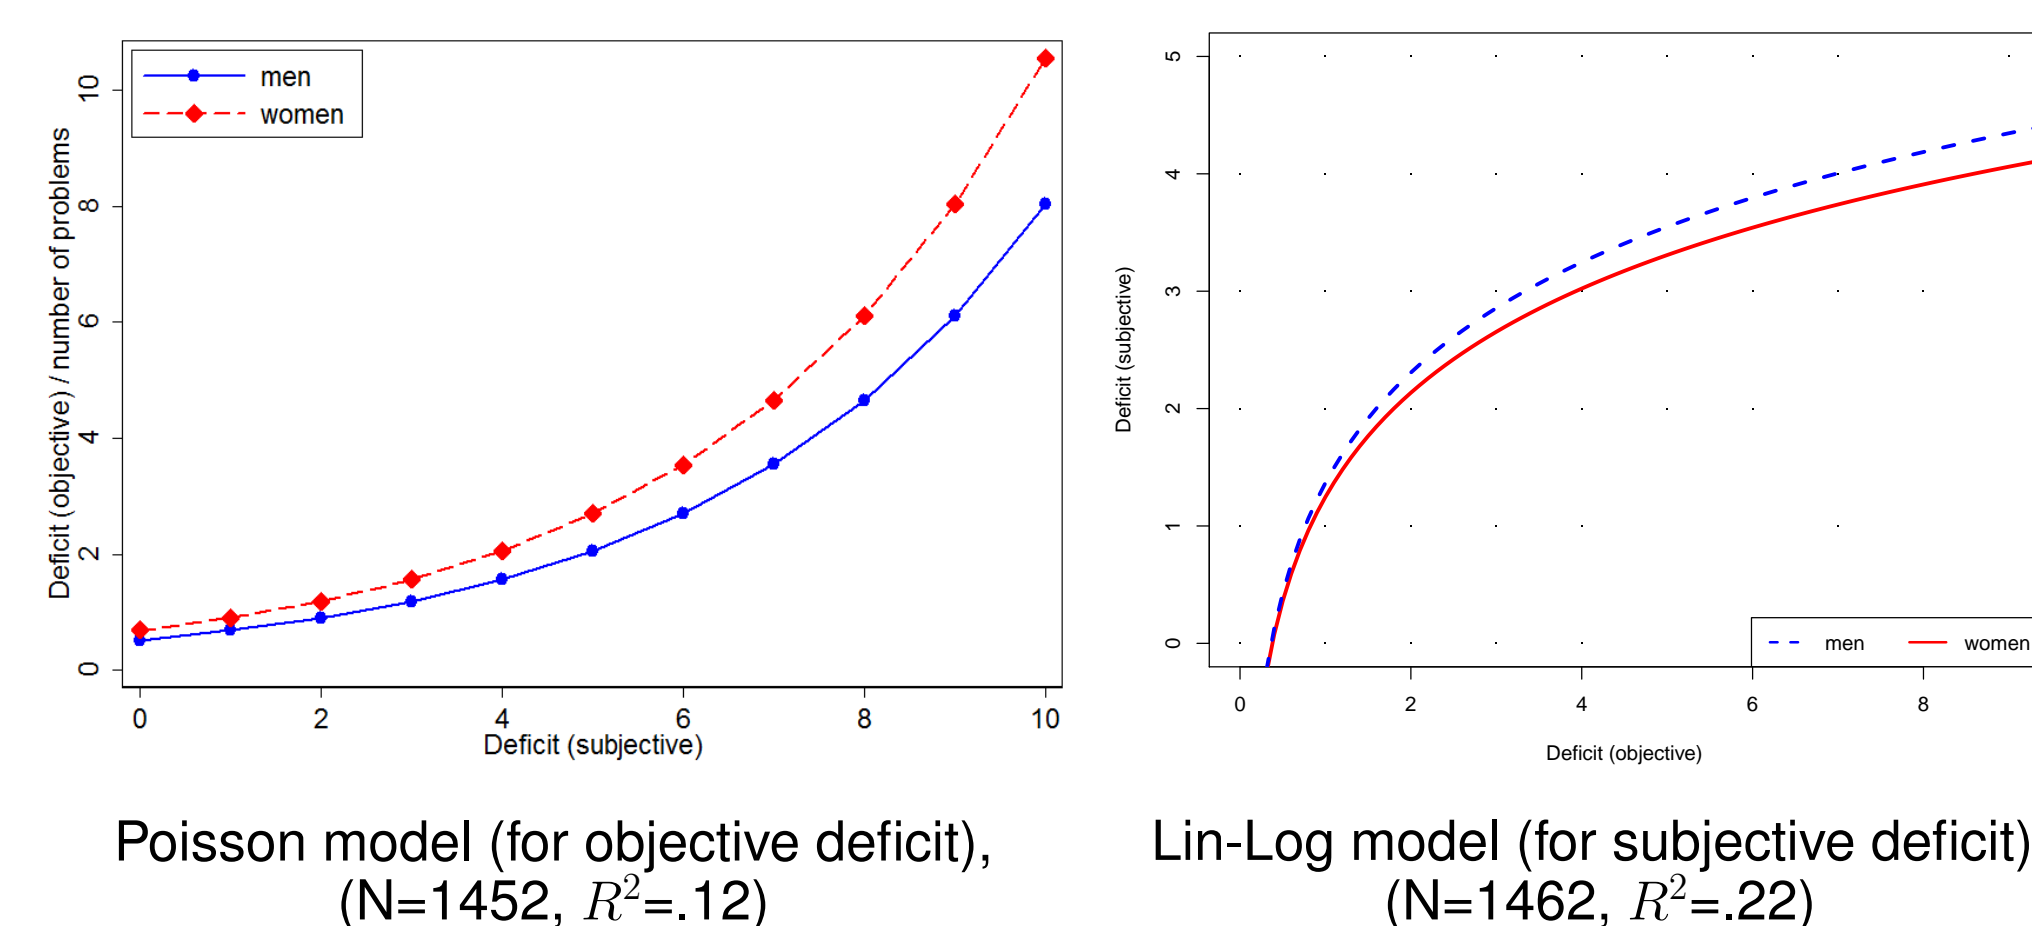 men
women
Deficit (objective) / number of problems
10
8
6
4
2
0
0 2 4 6 8 10
Deficit (subjective)
Poisson model (for objective deficit),
(N=1452, R²=.12)
Deficit (subjective)
5
4
3
2
1
0
men women
0 2 4 6 8
Deficit (objective)
Lin-Log model (for subjective deficit)
(N=1462, R²=.22)